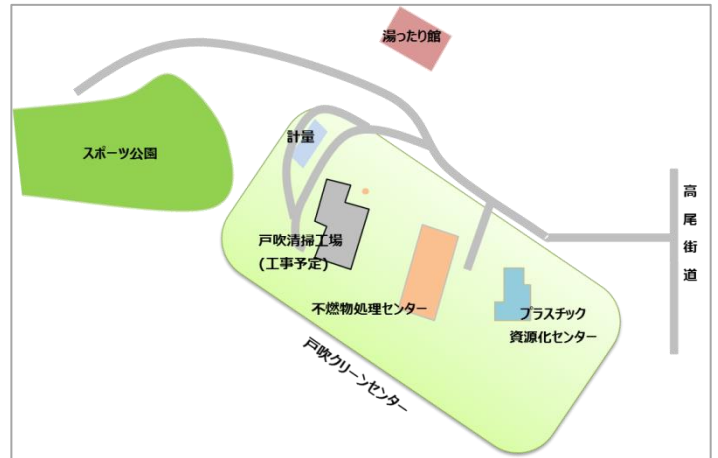 湯ったり館
計量
スポーツ公園
高尾街道
戸吹清掃工場
(工事予定)
不燃物処理センター
プラスチック
資源化センター
戸吹クリーンセンター